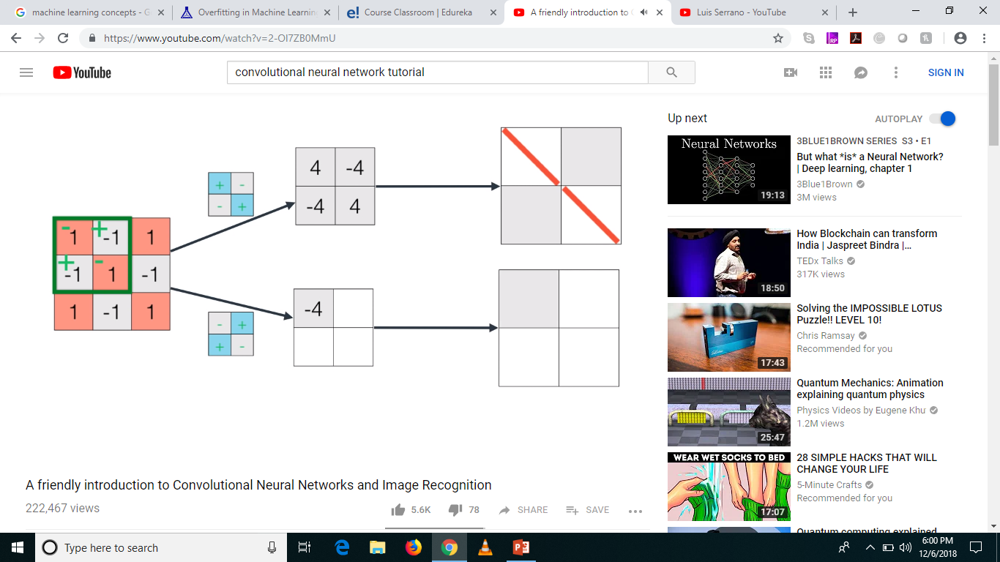 machine learning concepts - G
Overfitting in Machine Learnin
Course Classroom | Edureka
A friendly introduction to C
Luis Serrano - YouTube
https://www.youtube.com/watch?v=2-OI7ZB0MmU
YouTube
convolutional neural network tutorial
SIGN IN
+ -
- +
4 -4
-4 4
- 1 + -1 1
+ -1 - 1 -1
1 -1 1
- +
+ -
-4
A friendly introduction to Convolutional Neural Networks and Image Recognition
222,467 views
5.6K
78
SHARE
SAVE
Up next
AUTOPLAY
Neural Networks
19:13
3BLUE1BROWN SERIES S3 • E1
But what *is* a Neural Network?
| Deep learning, chapter 1
3Blue1Brown
3M views
18:50
How Blockchain can transform
India | Jaspreet Bindra |...
TEDx Talks
317K views
17:43
Solving the IMPOSSIBLE LOTUS
Puzzle!! LEVEL 10!
Chris Ramsay
Recommended for you
25:47
Quantum Mechanics: Animation
explaining quantum physics
Physics Videos by Eugene Khu
1.2M views
WEAR WET SOCKS TO BED
17:07
28 SIMPLE HACKS THAT WILL
CHANGE YOUR LIFE
5-Minute Crafts
Recommended for you
Quantum computing explained
Type here to search
6:00 PM
12/6/2018